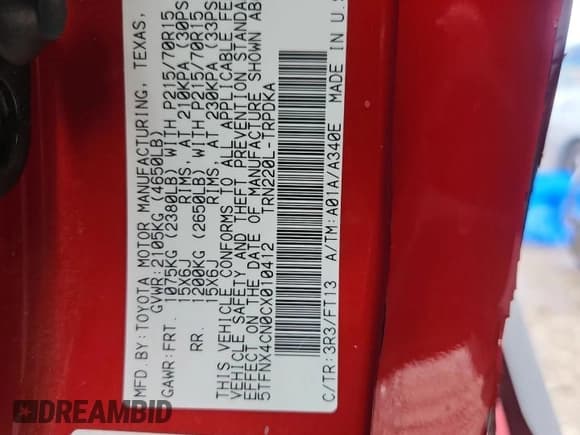 MFD.BY:TOYOTA MOTOR MANUFACTURING, TEXAS,
GVWR:2105KG (4650LB)
GAWR:FRT. 1075KG (2380LB) WITH P215/70R15
15X6J RIMS, AT 210KPA (30PS
RR. 1200KG (2650LB) WITH P215/70R15
15X6J RIMS, AT 230KPA (33PS
THIS VEHICLE CONFORMS TO ALL APPLICABLE FE
VEHICLE SAFETY AND THEFT PREVENTION STANDA
EFFECT ON THE DATE OF MANUFACTURE SHOWN AB
5TFNX4CN0CX010412 TRN220L-TRPDKA
C/TR:3R3/FT13 A/TM:A01A/A340E MADE IN U.S
DREAMBID